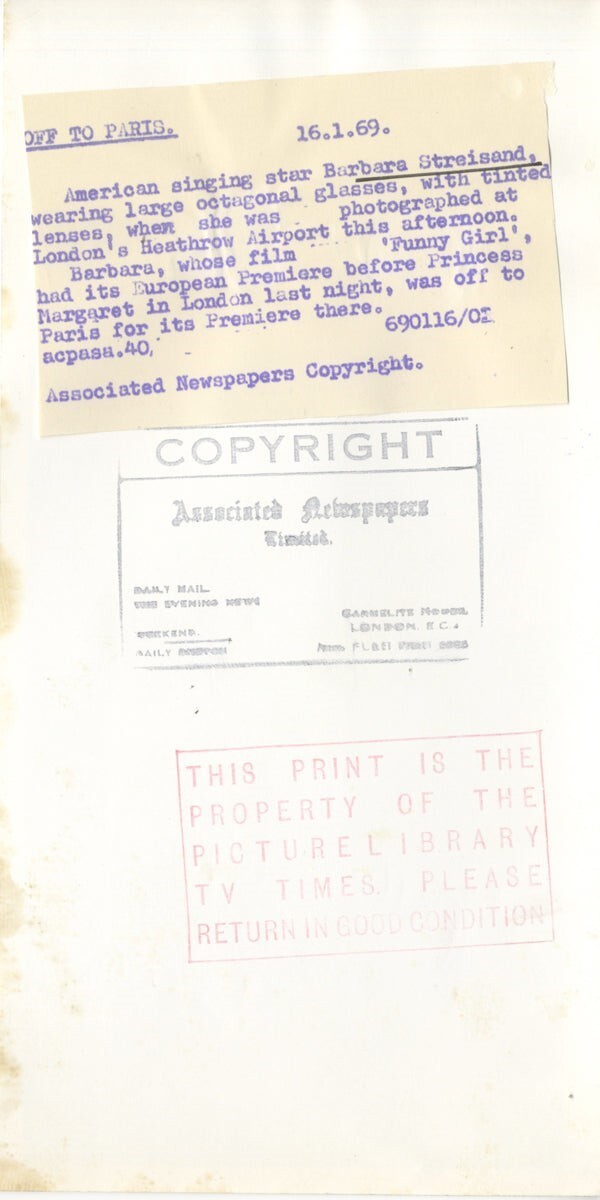 OFF TO PARIS. 16.1.69.
American singing star Barbara Streisand,
wearing large octagonal glasses, with tinted
lenses, when she was photographed at
London's Heathrow Airport this afternoon.
Barbara, whose film 'Funny Girl',
had its European Premiere before Princess
Margaret in London last night, was off to
Paris for its Premiere there.
acpasa.40, 690116/01
Associated Newspapers Copyright.
COPYRIGHT
Associated Newspapers
Limited.
DAILY MAIL.
THE EVENING NEWS
WEEKEND.
DAILY SKETCH
CARMELITE HOUSE,
LONDON. E.C.4
FLEET STREET
THIS PRINT IS THE
PROPERTY OF THE
PICTURE LIBRARY
TV TIMES. PLEASE
RETURN IN GOOD CONDITION